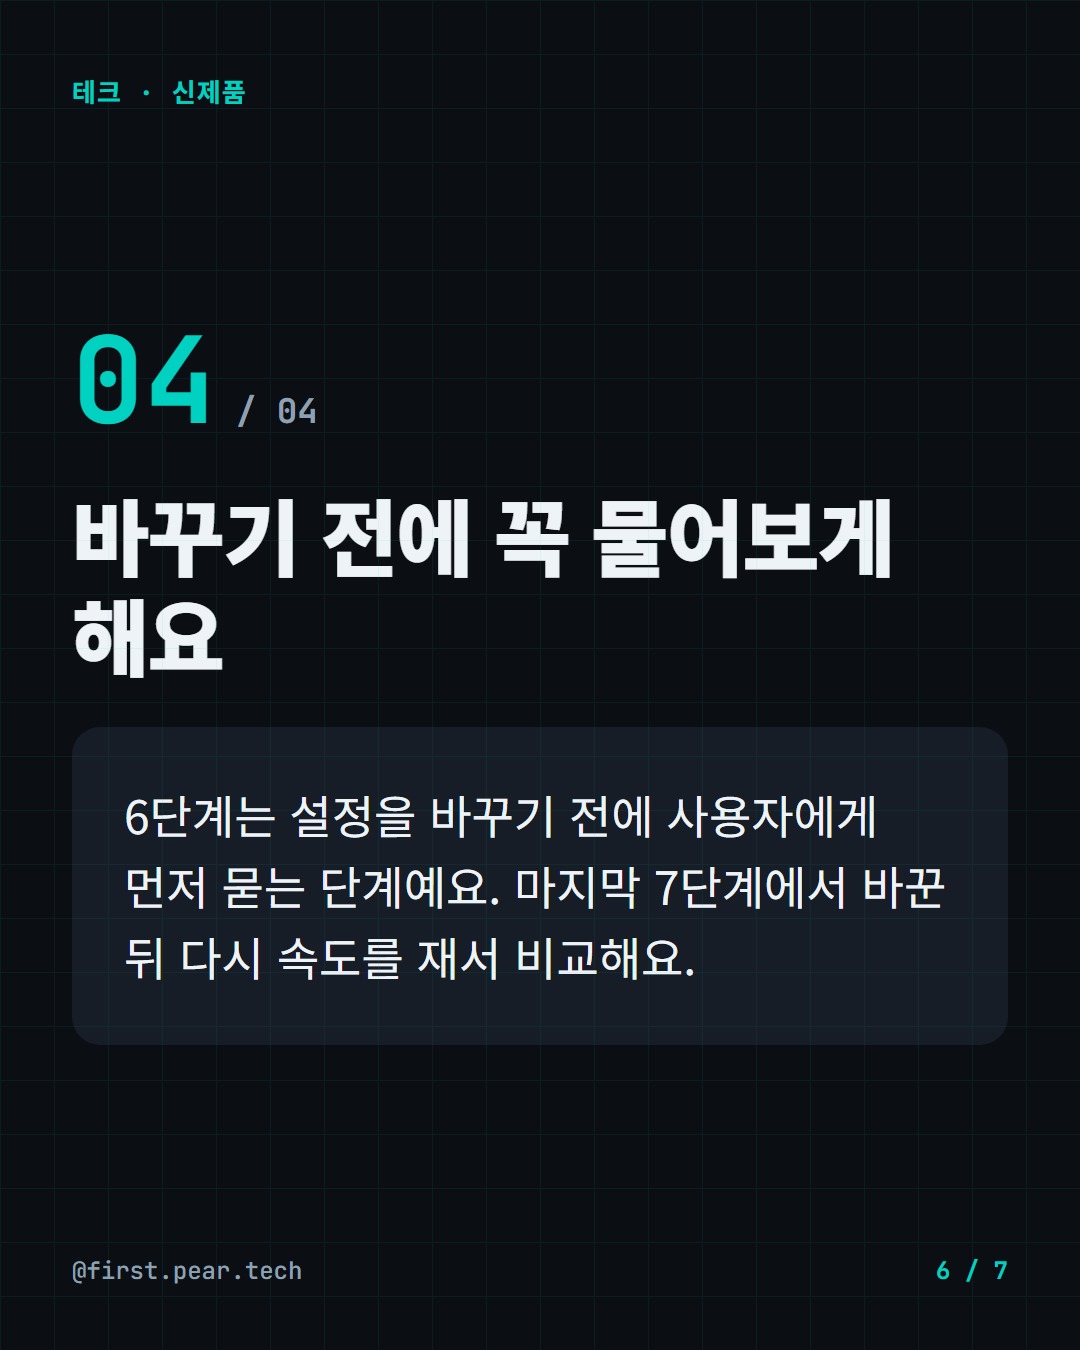 테크 · 신제품
04 / 04
바꾸기 전에 꼭 물어보게
해요
6단계는 설정을 바꾸기 전에 사용자에게
먼저 묻는 단계예요. 마지막 7단계에서 바꾼
뒤 다시 속도를 재서 비교해요.
@first.pear.tech
6 / 7